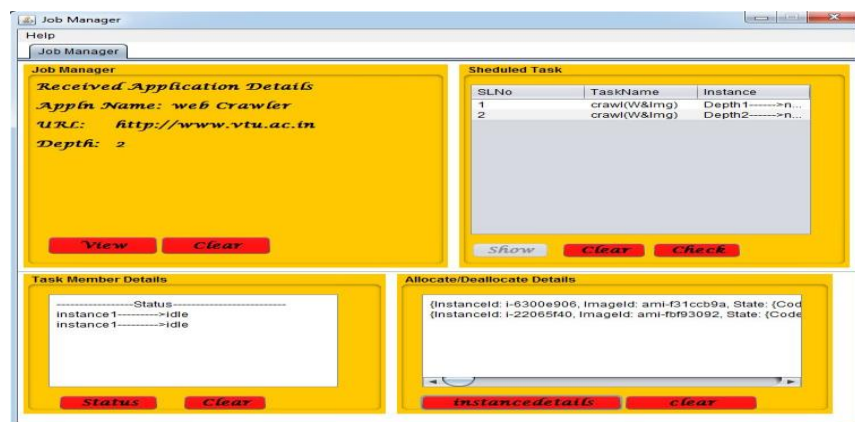 Job Manager
Help
Job Manager
Job Manager
Received Application Details
Appln Name: web Crawler
URL: http://www.vtu.ac.in
Depth: 2
View Clear
Sheduled Task
SLNo TaskName Instance
1 crawl(W&Img) Depth1------>n...
2 crawl(W&Img) Depth2------>n...
Show Clear Check
Task Member Details
----------------Status------------------------
instance1--------->idle
instance1--------->idle
Status Clear
Allocate/Deallocate Details
{InstanceId: i-6300e906, ImageId: ami-f31ccb9a, State: {Cod
{InstanceId: i-22065f40, ImageId: ami-fbf93092, State: {Code
instancedetails clear